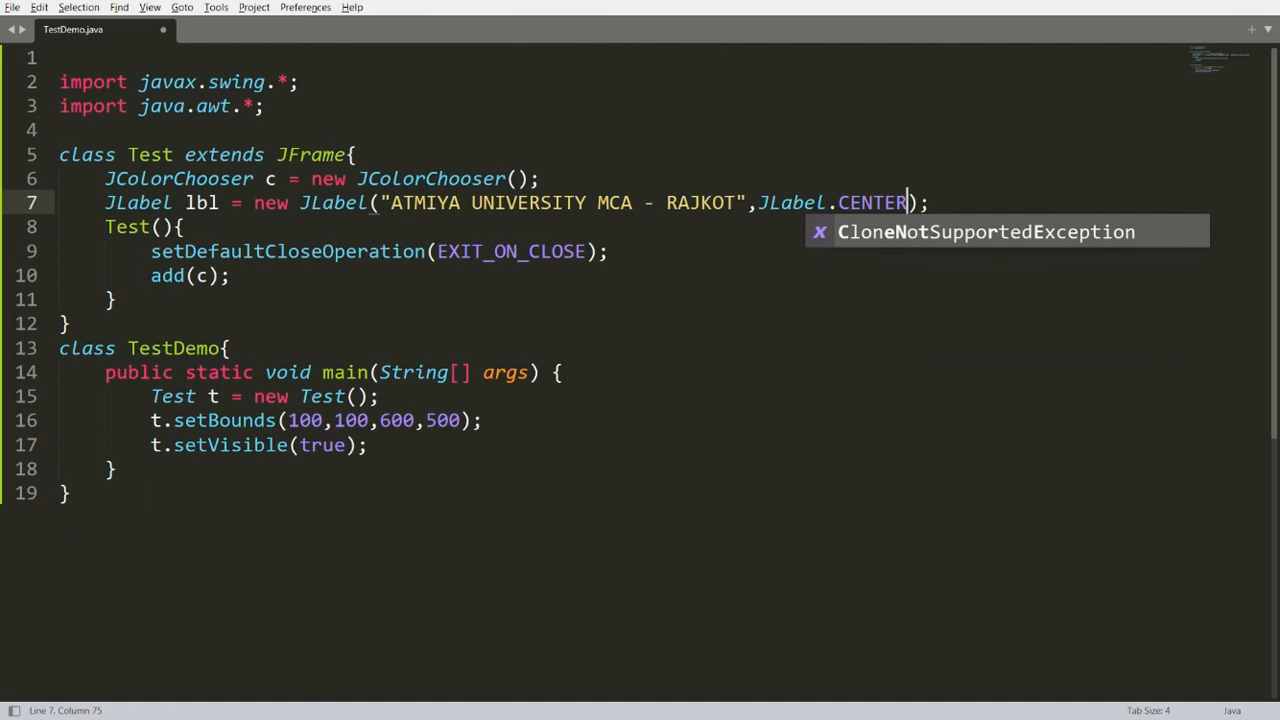 File Edit Selection Find View Goto Tools Project Preferences Help
TestDemo.java
1
2 import javax.swing.*;
3 import java.awt.*;
4
5 class Test extends JFrame{
6 JColorChooser c = new JColorChooser();
7 JLabel lbl = new JLabel("ATMIYA UNIVERSITY MCA - RAJKOT",JLabel.CENTER);
8 Test(){
x CloneNotSupportedException
9 setDefaultCloseOperation(EXIT_ON_CLOSE);
10 add(c);
11 }
12 }
13 class TestDemo{
14 public static void main(String[] args) {
15 Test t = new Test();
16 t.setBounds(100,100,600,500);
17 t.setVisible(true);
18 }
19 }
Line 7, Column 75 Tab Size: 4 Java